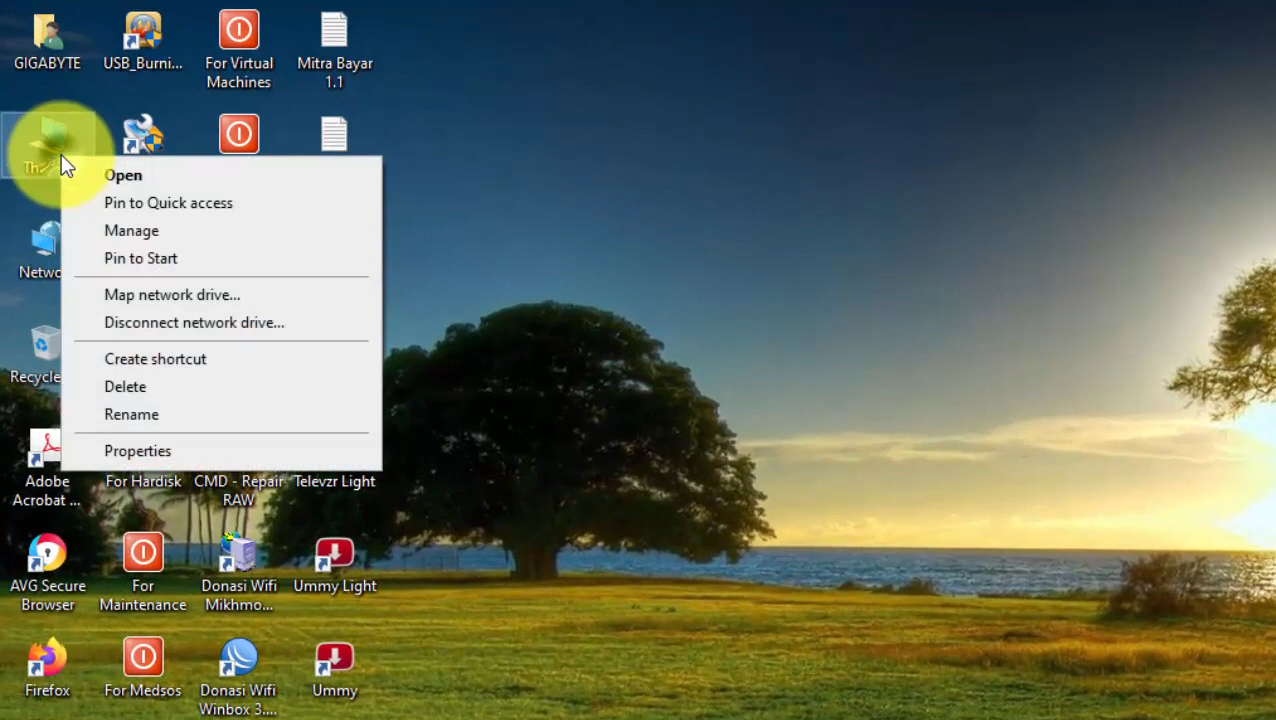 GIGABYTE
USB_Burni...
For Virtual
Machines
Mitra Bayar
1.1
Open
Pin to Quick access
Manage
Pin to Start
Map network drive...
Disconnect network drive...
Create shortcut
Delete
Rename
Properties
Adobe
Acrobat ...
For Hardisk
CMD - Repair
RAW
Televzr Light
AVG Secure
Browser
For
Maintenance
Donasi Wifi
Mikhmo...
Ummy Light
Firefox
For Medsos
Donasi Wifi
Winbox 3....
Ummy